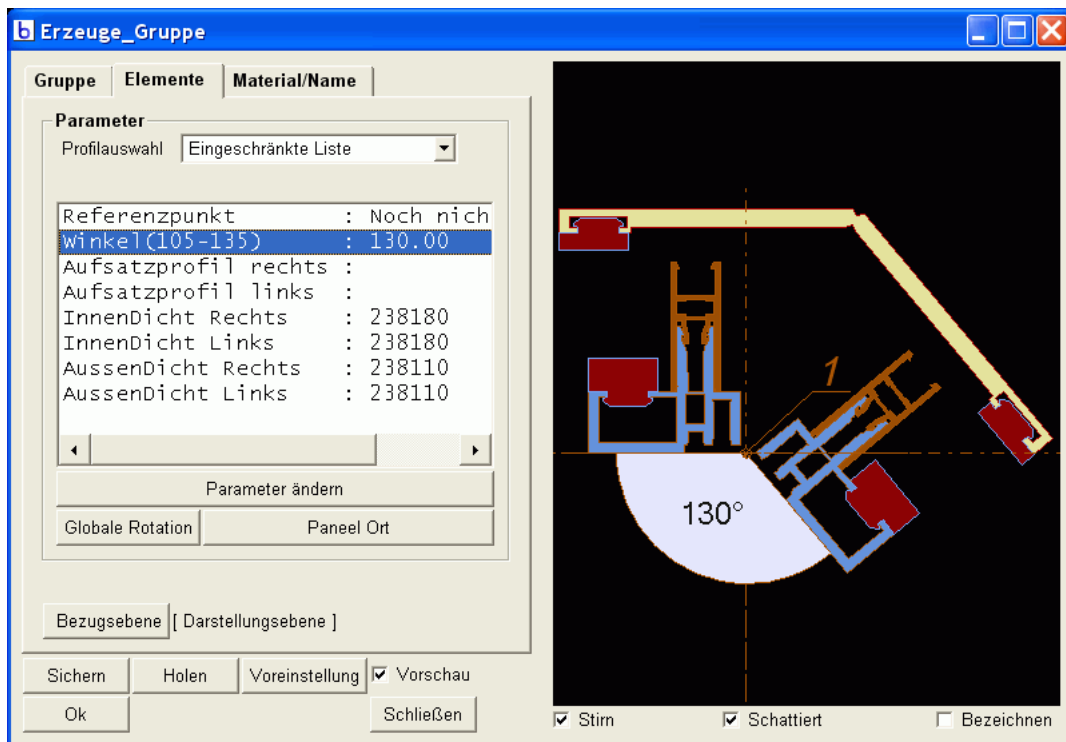 b Erzeuge_Gruppe
Gruppe Elemente Material/Name
Parameter
Profilauswahl Eingeschränkte Liste
Referenzpunkt : Noch nich
Winkel(105-135) : 130.00
Aufsatzprofil rechts :
Aufsatzprofil links :
InnenDicht Rechts : 238180
InnenDicht Links : 238180
AussenDicht Rechts : 238110
AussenDicht Links : 238110
Parameter ändern
Globale Rotation Paneel Ort
Bezugsebene [ Darstellungsebene ]
Sichern Holen Voreinstellung Vorschau
Ok Schließen
1
130°
Stirn Schattiert Bezeichnen